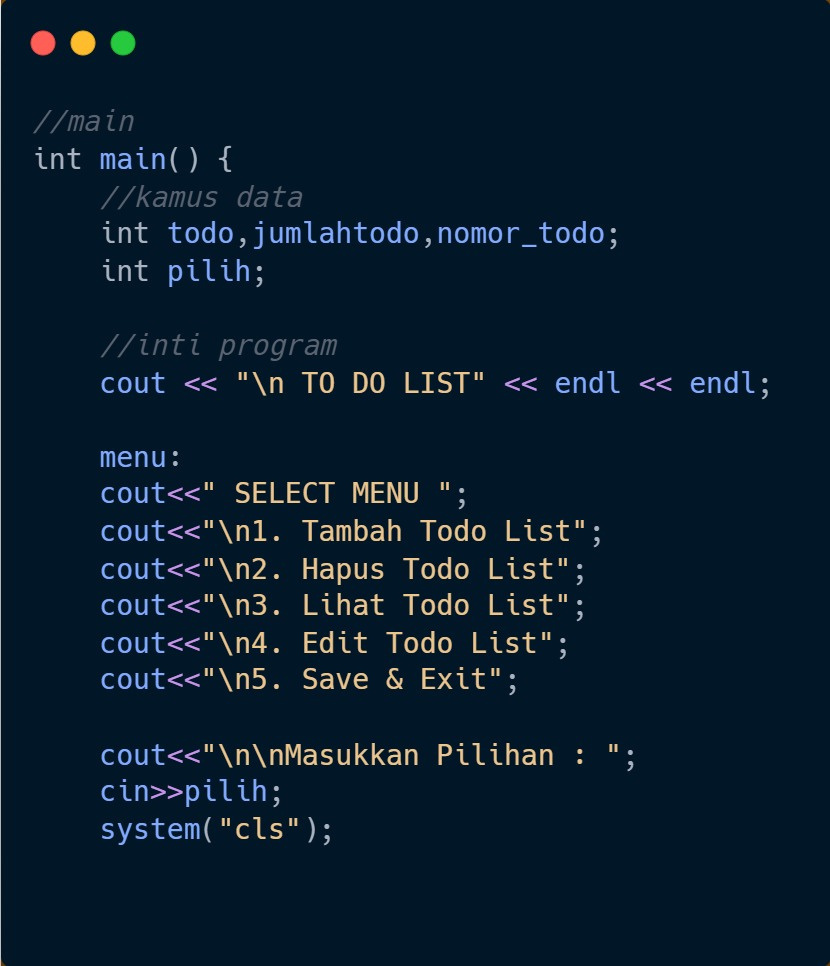 //main
int main() {
    //kamus data
    int todo,jumlahtodo,nomor_todo;
    int pilih;

    //inti program
    cout << "\n TO DO LIST" << endl << endl;

    menu:
    cout<<" SELECT MENU ";
    cout<<"\n1. Tambah Todo List";
    cout<<"\n2. Hapus Todo List";
    cout<<"\n3. Lihat Todo List";
    cout<<"\n4. Edit Todo List";
    cout<<"\n5. Save & Exit";

    cout<<"\n\nMasukkan Pilihan : ";
    cin>>pilih;
    system("cls");